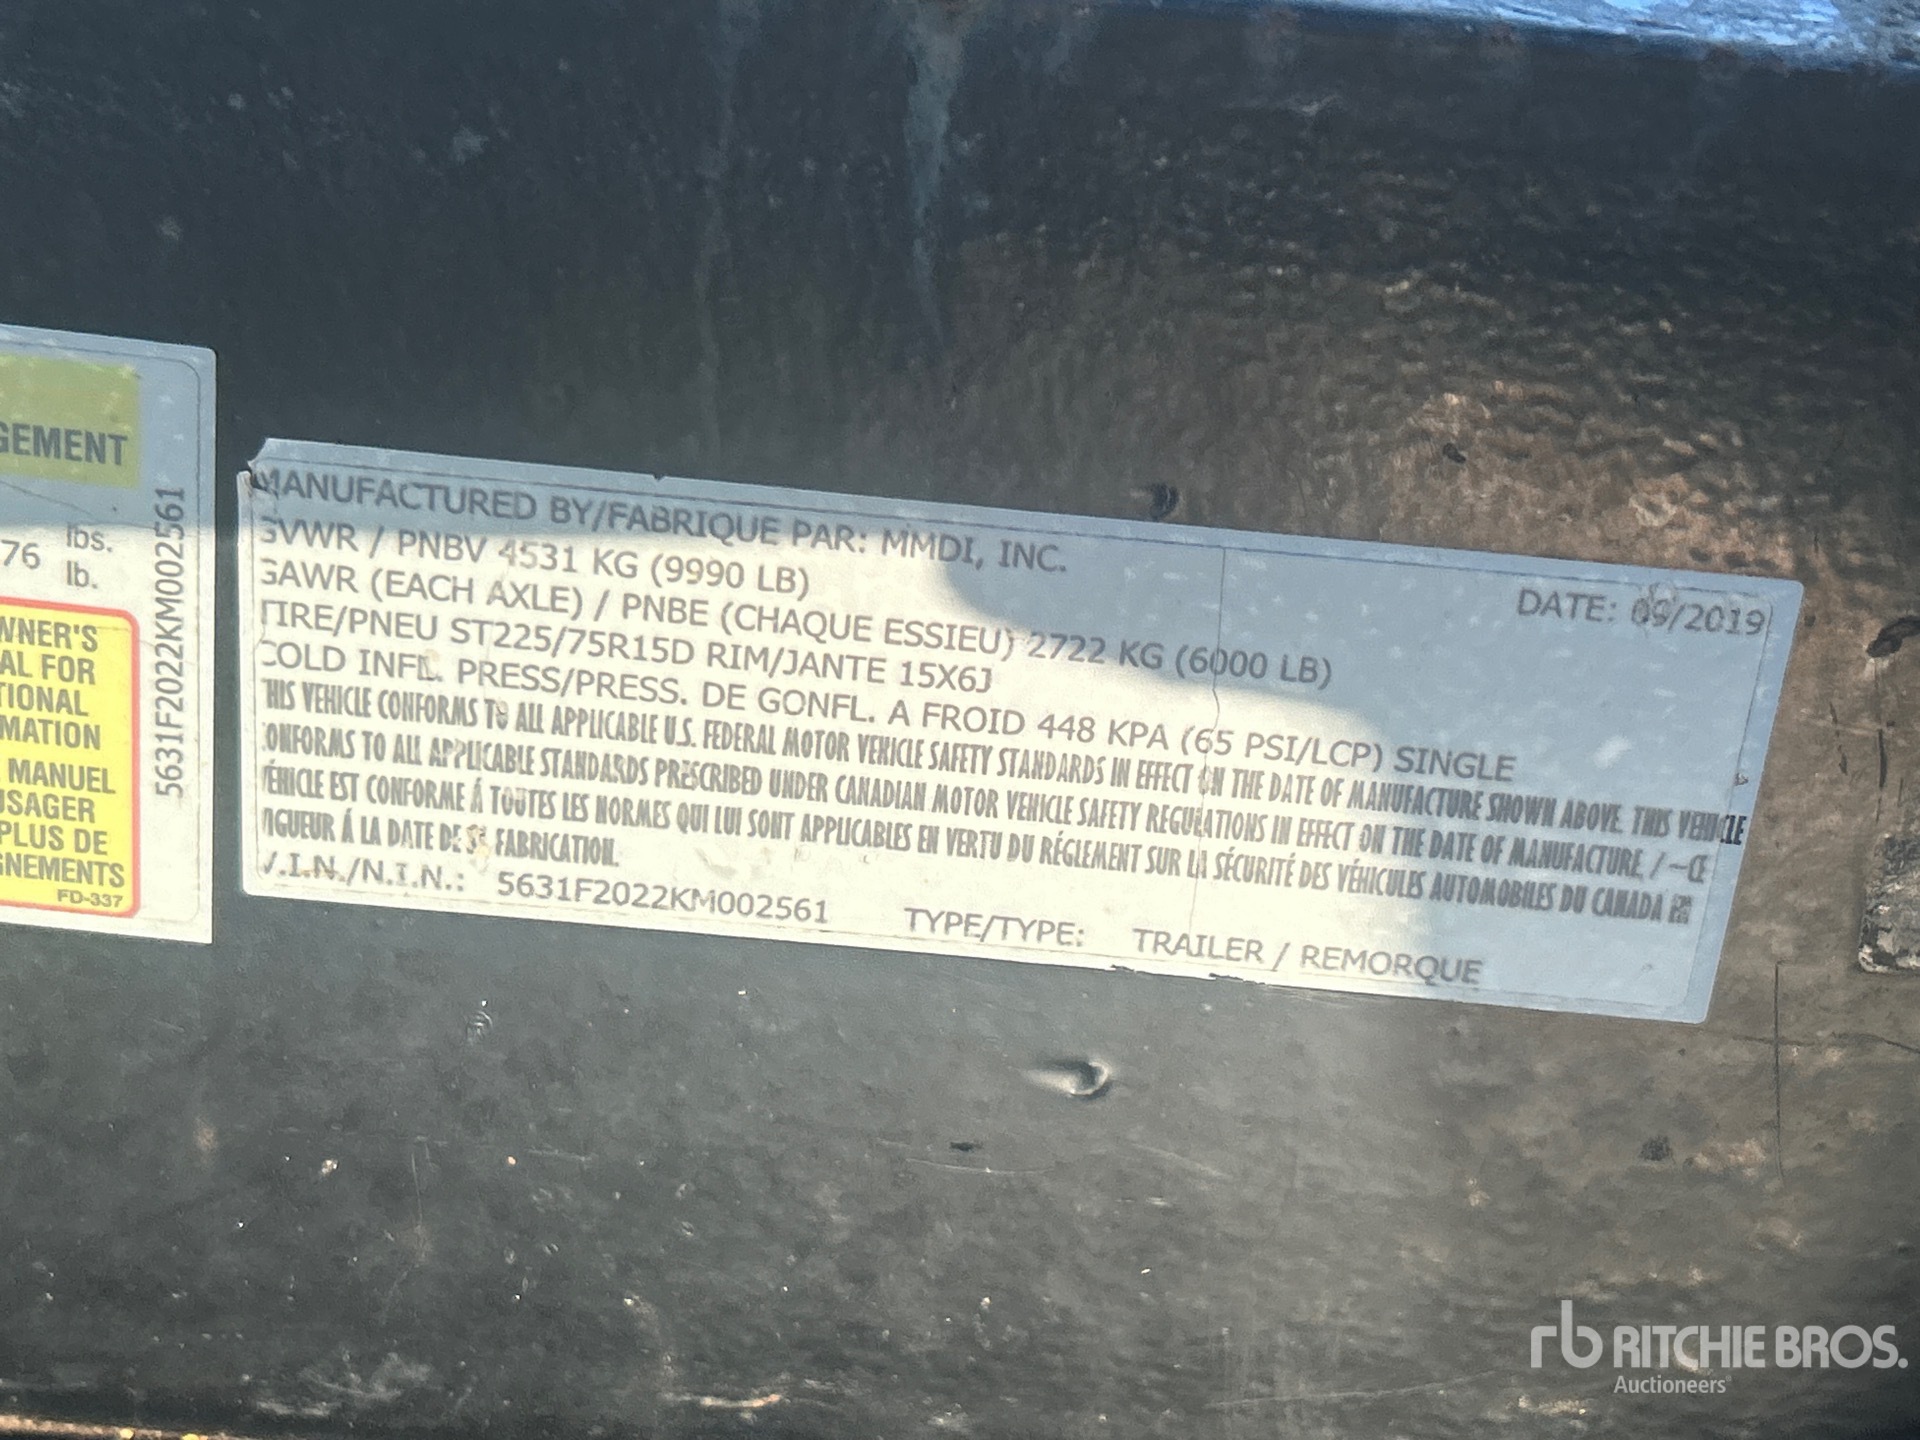 GEMENT
76 lbs.
lb.
5631F2022KM002561
WNER'S
AL FOR
TIONAL
MATION
MANUEL
USAGER
PLUS DE
GNEMENTS
FD-337
MANUFACTURED BY/FABRIQUE PAR: MMDI, INC.
DATE: 09/2019
GVWR / PNBV 4531 KG (9990 LB)
GAWR (EACH AXLE) / PNBE (CHAQUE ESSIEU) 2722 KG (6000 LB)
TIRE/PNEU ST225/75R15D RIM/JANTE 15X6J
COLD INFL. PRESS/PRESS. DE GONFL. A FROID 448 KPA (65 PSI/LCP) SINGLE
THIS VEHICLE CONFORMS TO ALL APPLICABLE U.S. FEDERAL MOTOR VEHICLE SAFETY STANDARDS IN EFFECT ON THE DATE OF MANUFACTURE SHOWN ABOVE. THIS VEHICLE
CONFORMS TO ALL APPLICABLE STANDARDS PRESCRIBED UNDER CANADIAN MOTOR VEHICLE SAFETY REGULATIONS IN EFFECT ON THE DATE OF MANUFACTURE. / -CE
VÉHICLE EST CONFORME Á TOUTES LES NORMES QUI LUI SONT APPLICABLES EN VERTU DU RÉGLEMENT SUR LA SÉCURITÉ DES VÉHICULES AUTOMOBILES DU CANADA EN
VIGUEUR Á LA DATE DE SA FABRICATION.
V.I.N./N.I.N.: 5631F2022KM002561 TYPE/TYPE: TRAILER / REMORQUE
rb RITCHIE BROS.
Auctioneers